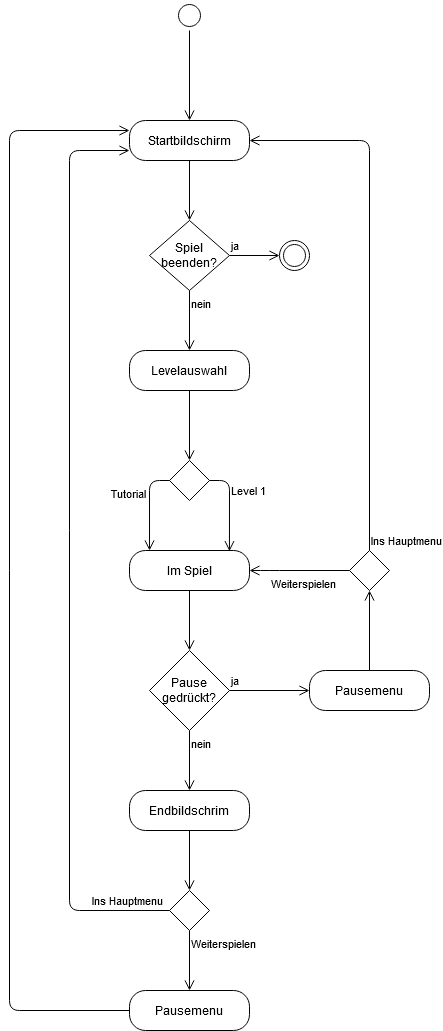 Startbildschirm
Spiel
beenden?
ja
nein
Levelauswahl
Tutorial
Level 1
Im Spiel
Ins Hauptmenu
Weiterspielen
Pause
gedrückt?
ja
Pausemenu
nein
Endbildschrim
Ins Hauptmenu
Weiterspielen
Pausemenu